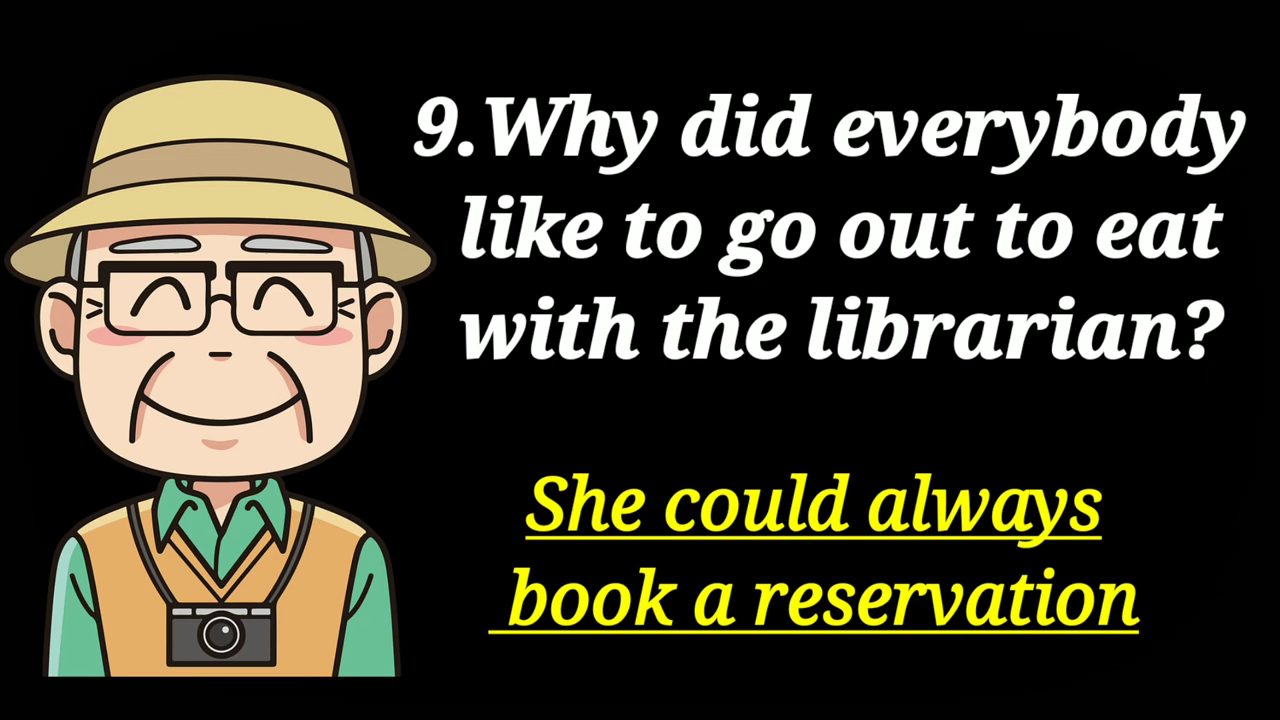 9.Why did everybody
like to go out to eat
with the librarian?
She could always
book a reservation